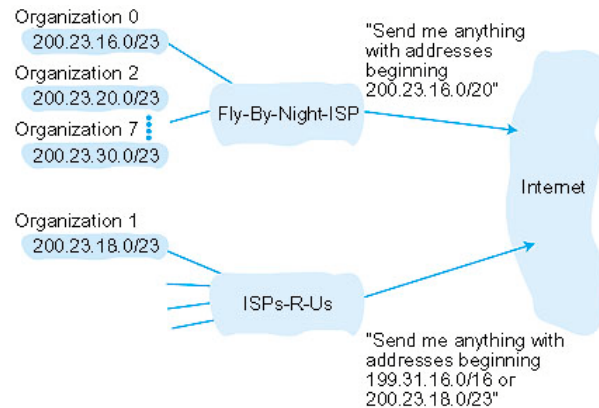 Organization 0
200.23.16.0/23
Organization 2
200.23.20.0/23
Organization 7
200.23.30.0/23
Fly-By-Night-ISP
"Send me anything
with addresses
beginning
200.23.16.0/20"
Internet
Organization 1
200.23.18.0/23
ISPs-R-Us
"Send me anything with
addresses beginning
199.31.16.0/16 or
200.23.18.0/23"